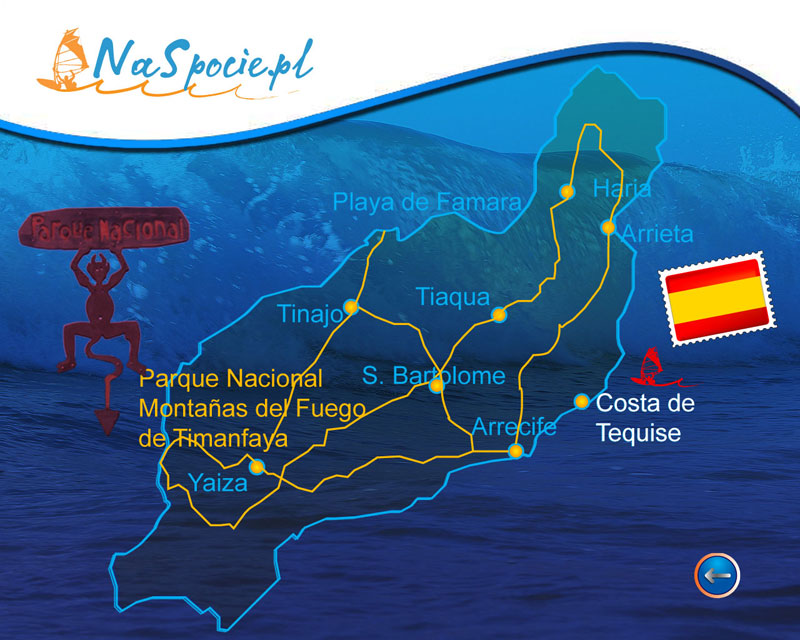 NaSpocie.pl
Playa de Famara
Haria
Arrieta
Parque Nacional
Tiaqua
Tinajo
Parque Nacional
Montañas del Fuego
de Timanfaya
S. Bartolome
Costa de
Tequise
Arrecife
Yaiza